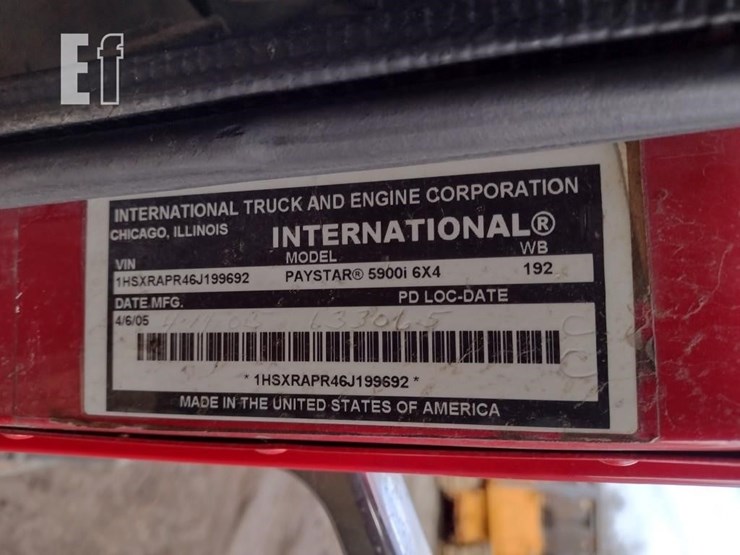 Ef
INTERNATIONAL TRUCK AND ENGINE CORPORATION
CHICAGO, ILLINOIS
INTERNATIONAL®
VIN MODEL WB
1HSXRAPR46J199692 PAYSTAR® 5900i 6X4 192
DATE MFG. PD LOC-DATE
4/6/05
*1HSXRAPR46J199692*
MADE IN THE UNITED STATES OF AMERICA